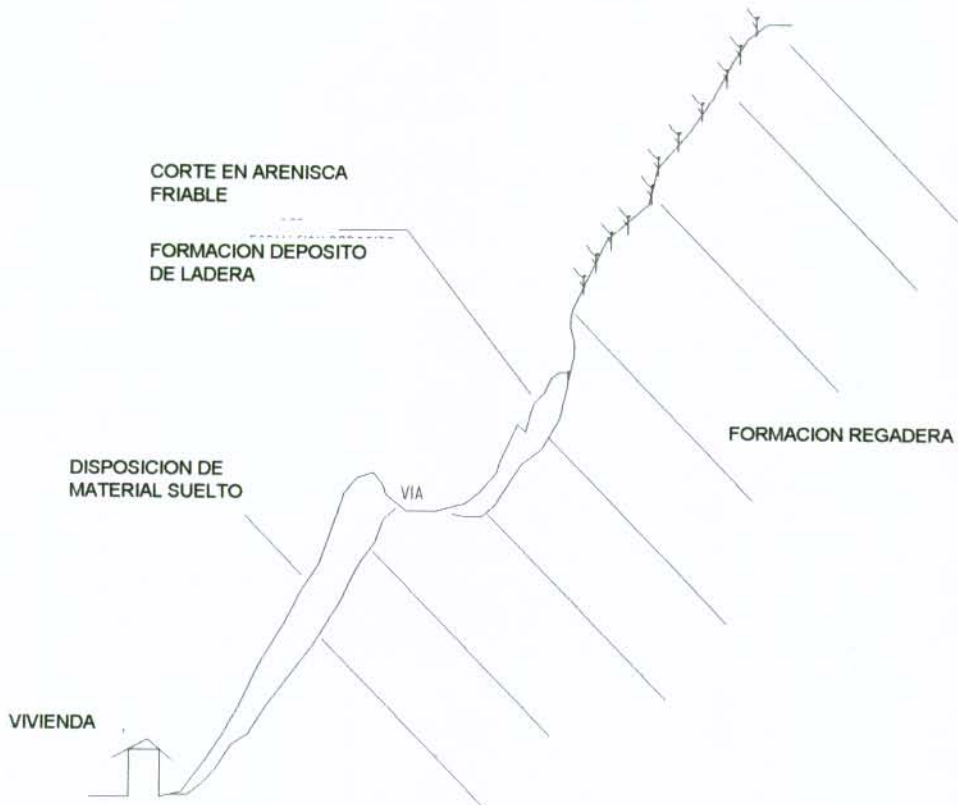 CORTE EN ARENISCA
FRIABLE
FORMACION DEPOSITO
DE LADERA
FORMACION REGADERA
DISPOSICION DE
MATERIAL SUELTO
VIA
VIVIENDA